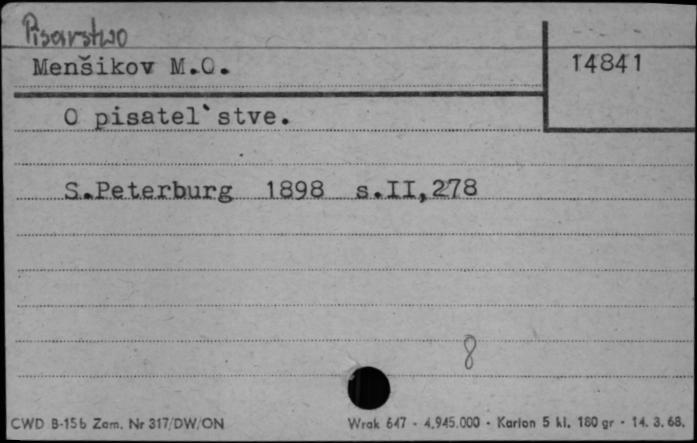 Pisarstwo
Menšikov M.O.
14841
O pisatel`stve.
S.Peterburg 1898 s.II,278
8
CWD B-15b Zam. Nr 317/DW/ON
Wrak 647 - 4.945.000 - Karton 5 kl. 180 gr - 14. 3. 68.